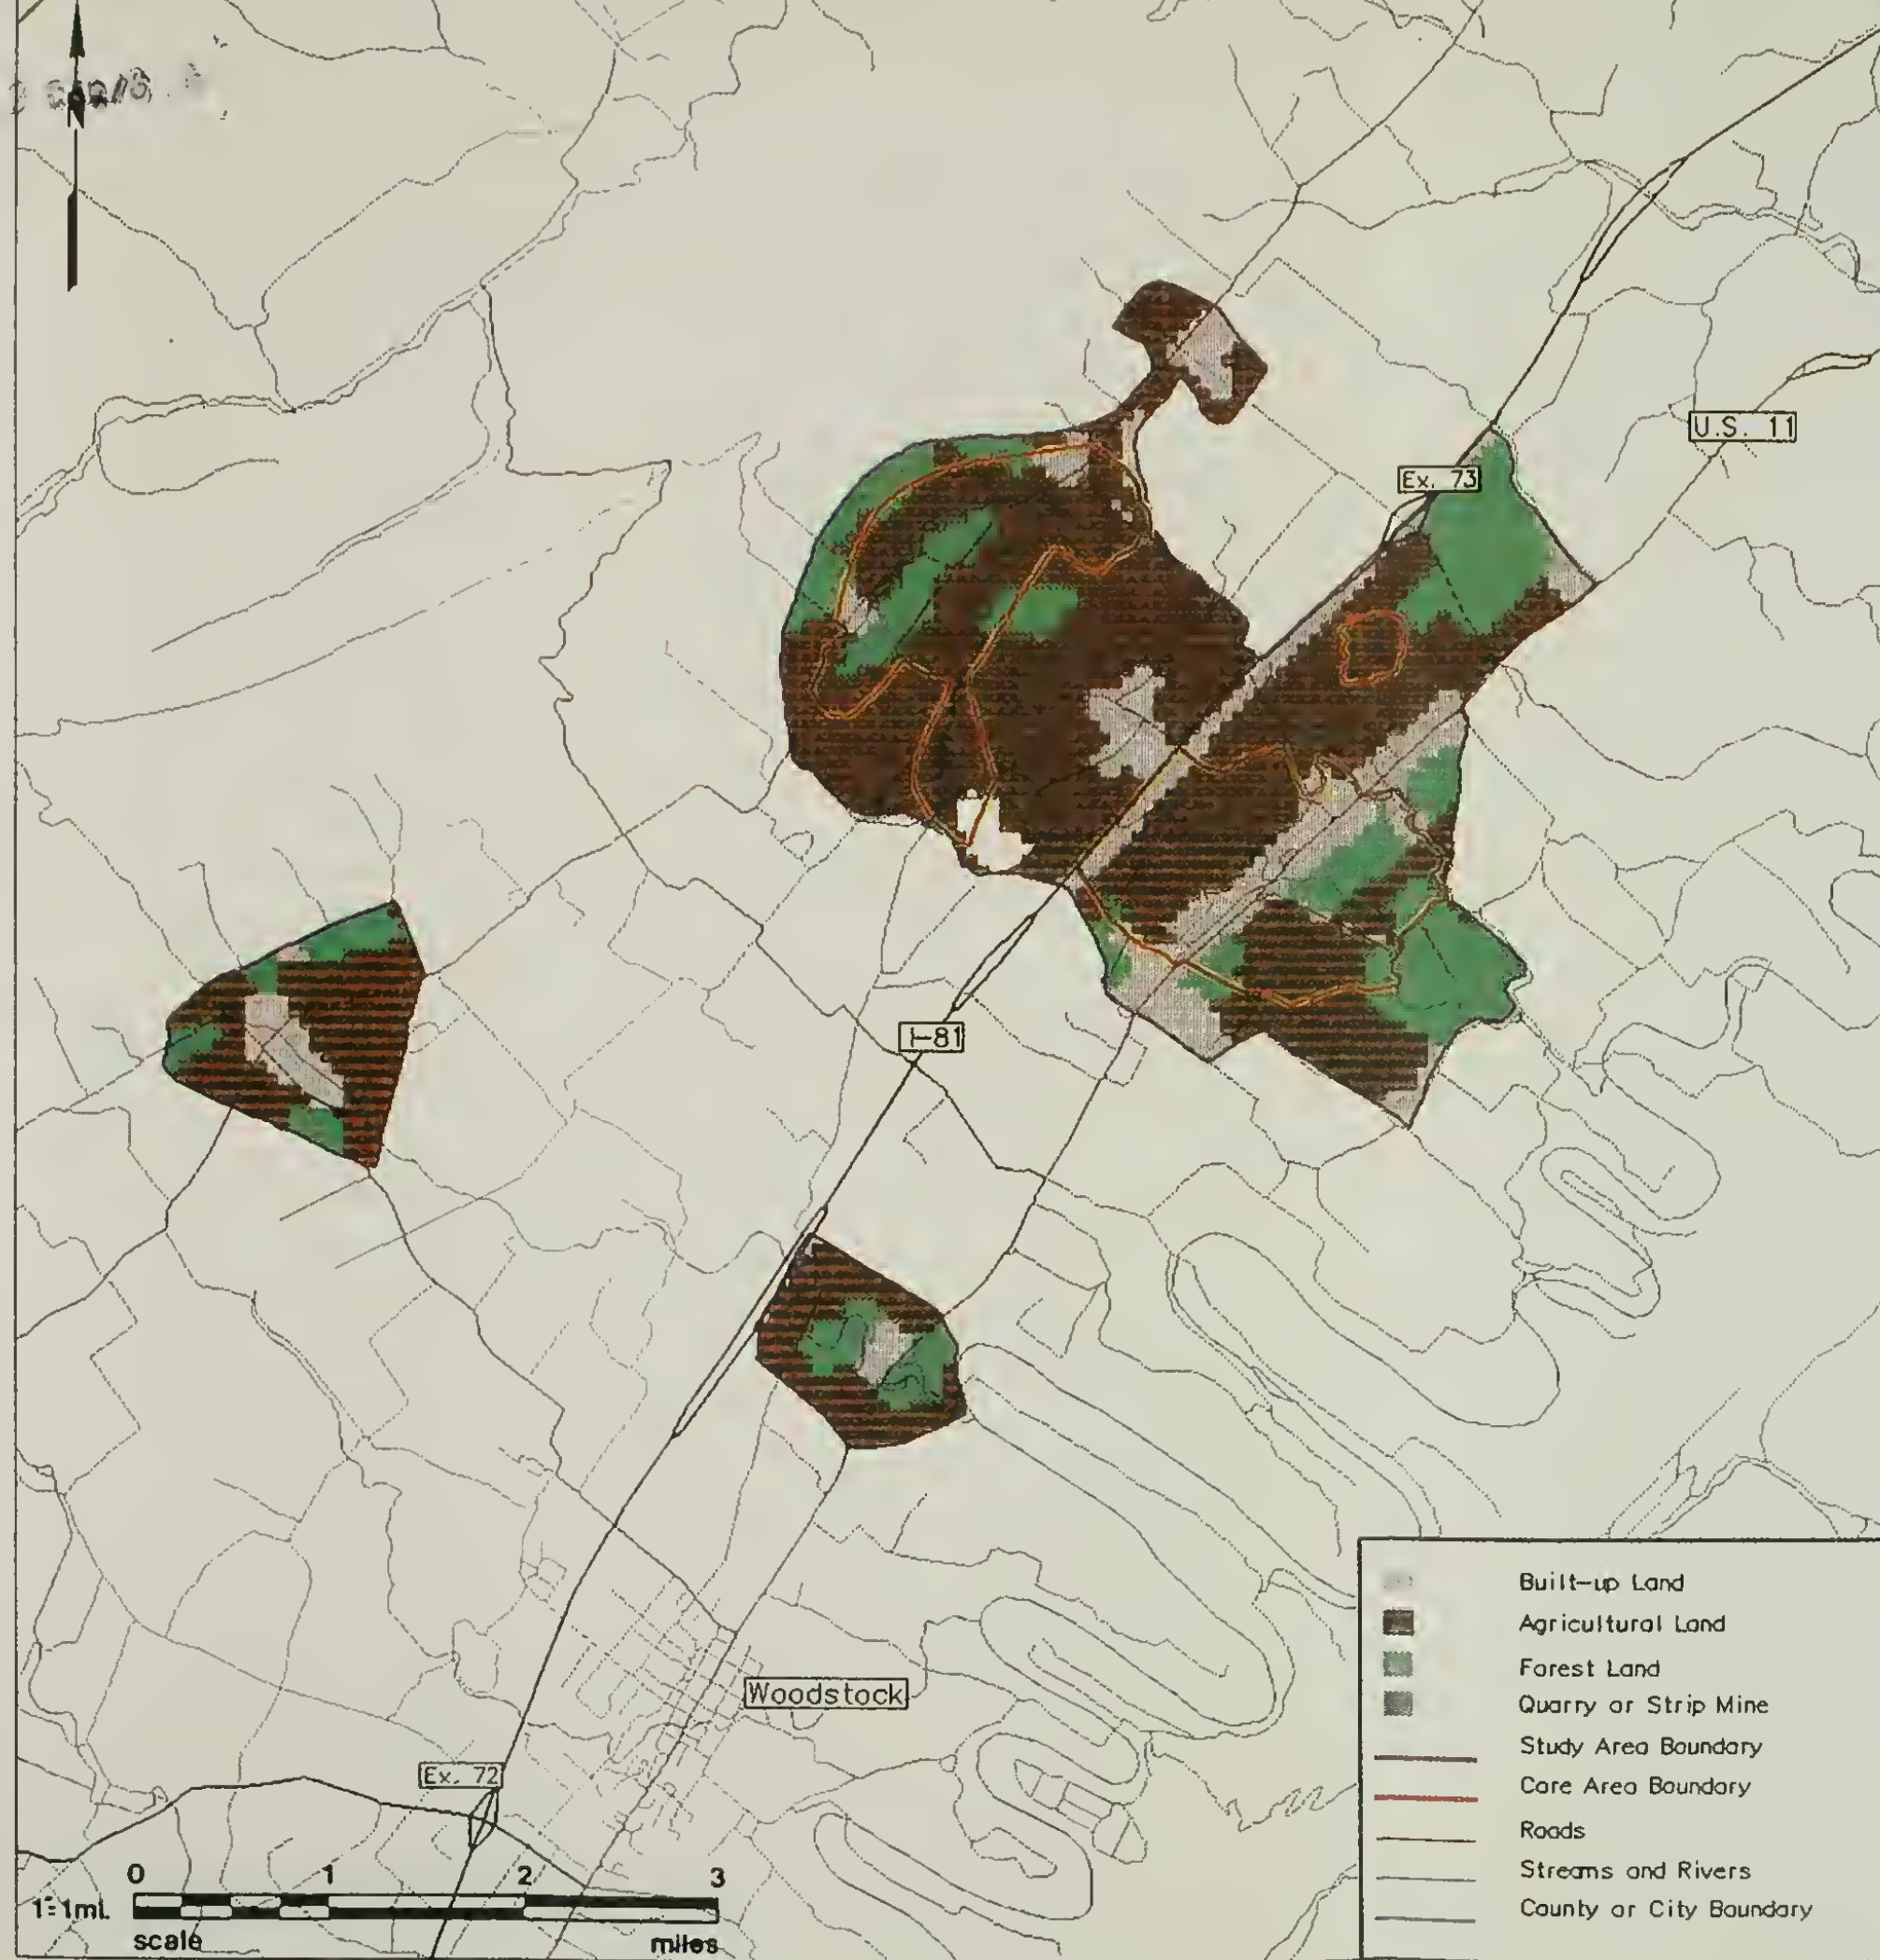 U.S. 11
Ex. 73
I-81
Woodstock
Ex. 72
Built-up Land
Agricultural Land
Forest Land
Quarry or Strip Mine
Study Area Boundary
Core Area Boundary
Roads
Streams and Rivers
County or City Boundary
0 1 2 3
1"=1mi.
scale miles